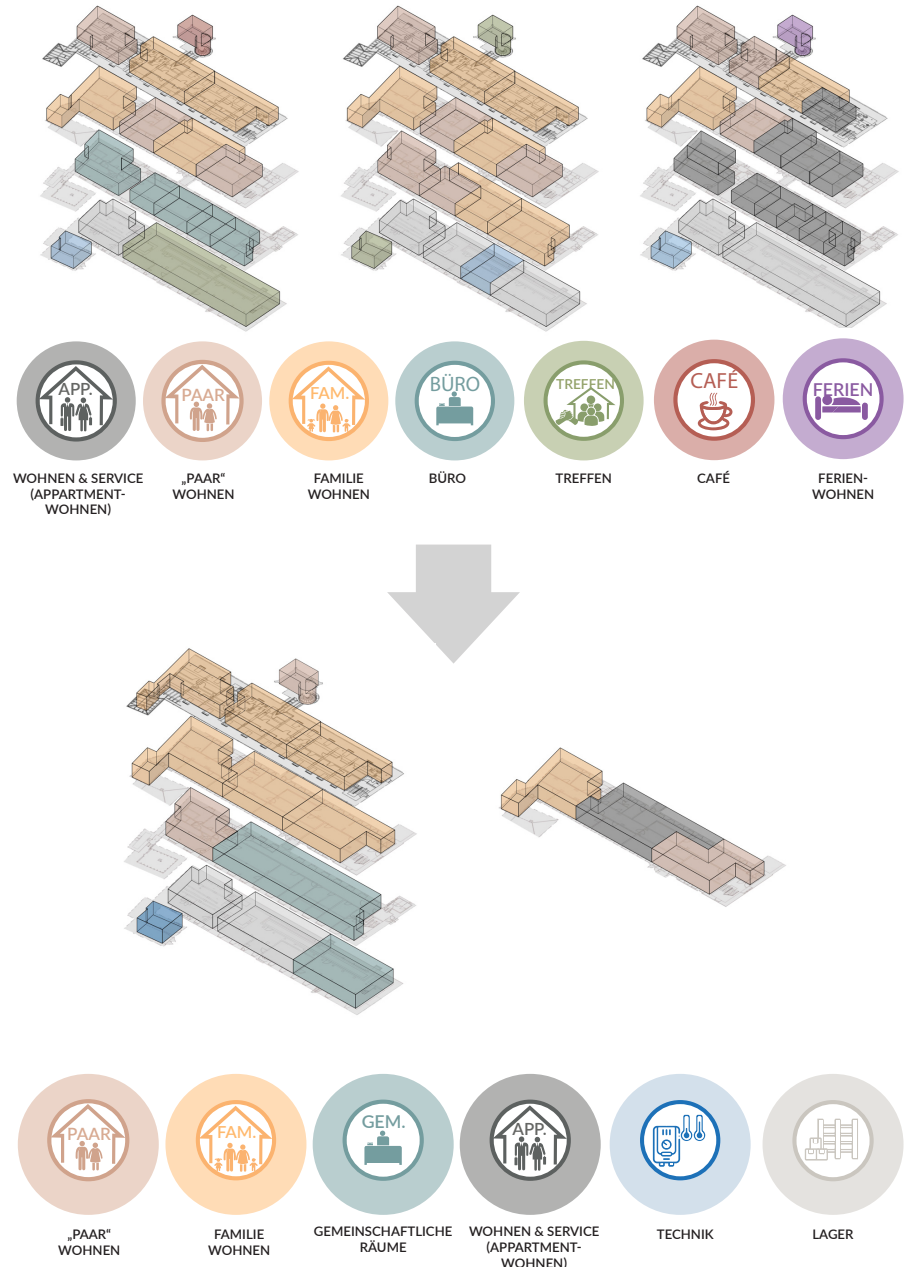 APP.
PAAR
FAM.
BÜRO
TREFFEN
CAFÉ
FERIEN
WOHNEN & SERVICE
(APPARTMENT-
WOHNEN)
„PAAR“
WOHNEN
FAMILIE
WOHNEN
BÜRO
TREFFEN
CAFÉ
FERIEN-
WOHNEN
PAAR
FAM.
GEM.
APP.
„PAAR“
WOHNEN
FAMILIE
WOHNEN
GEMEINSCHAFTLICHE
RÄUME
WOHNEN & SERVICE
(APPARTMENT-
WOHNEN)
TECHNIK
LAGER